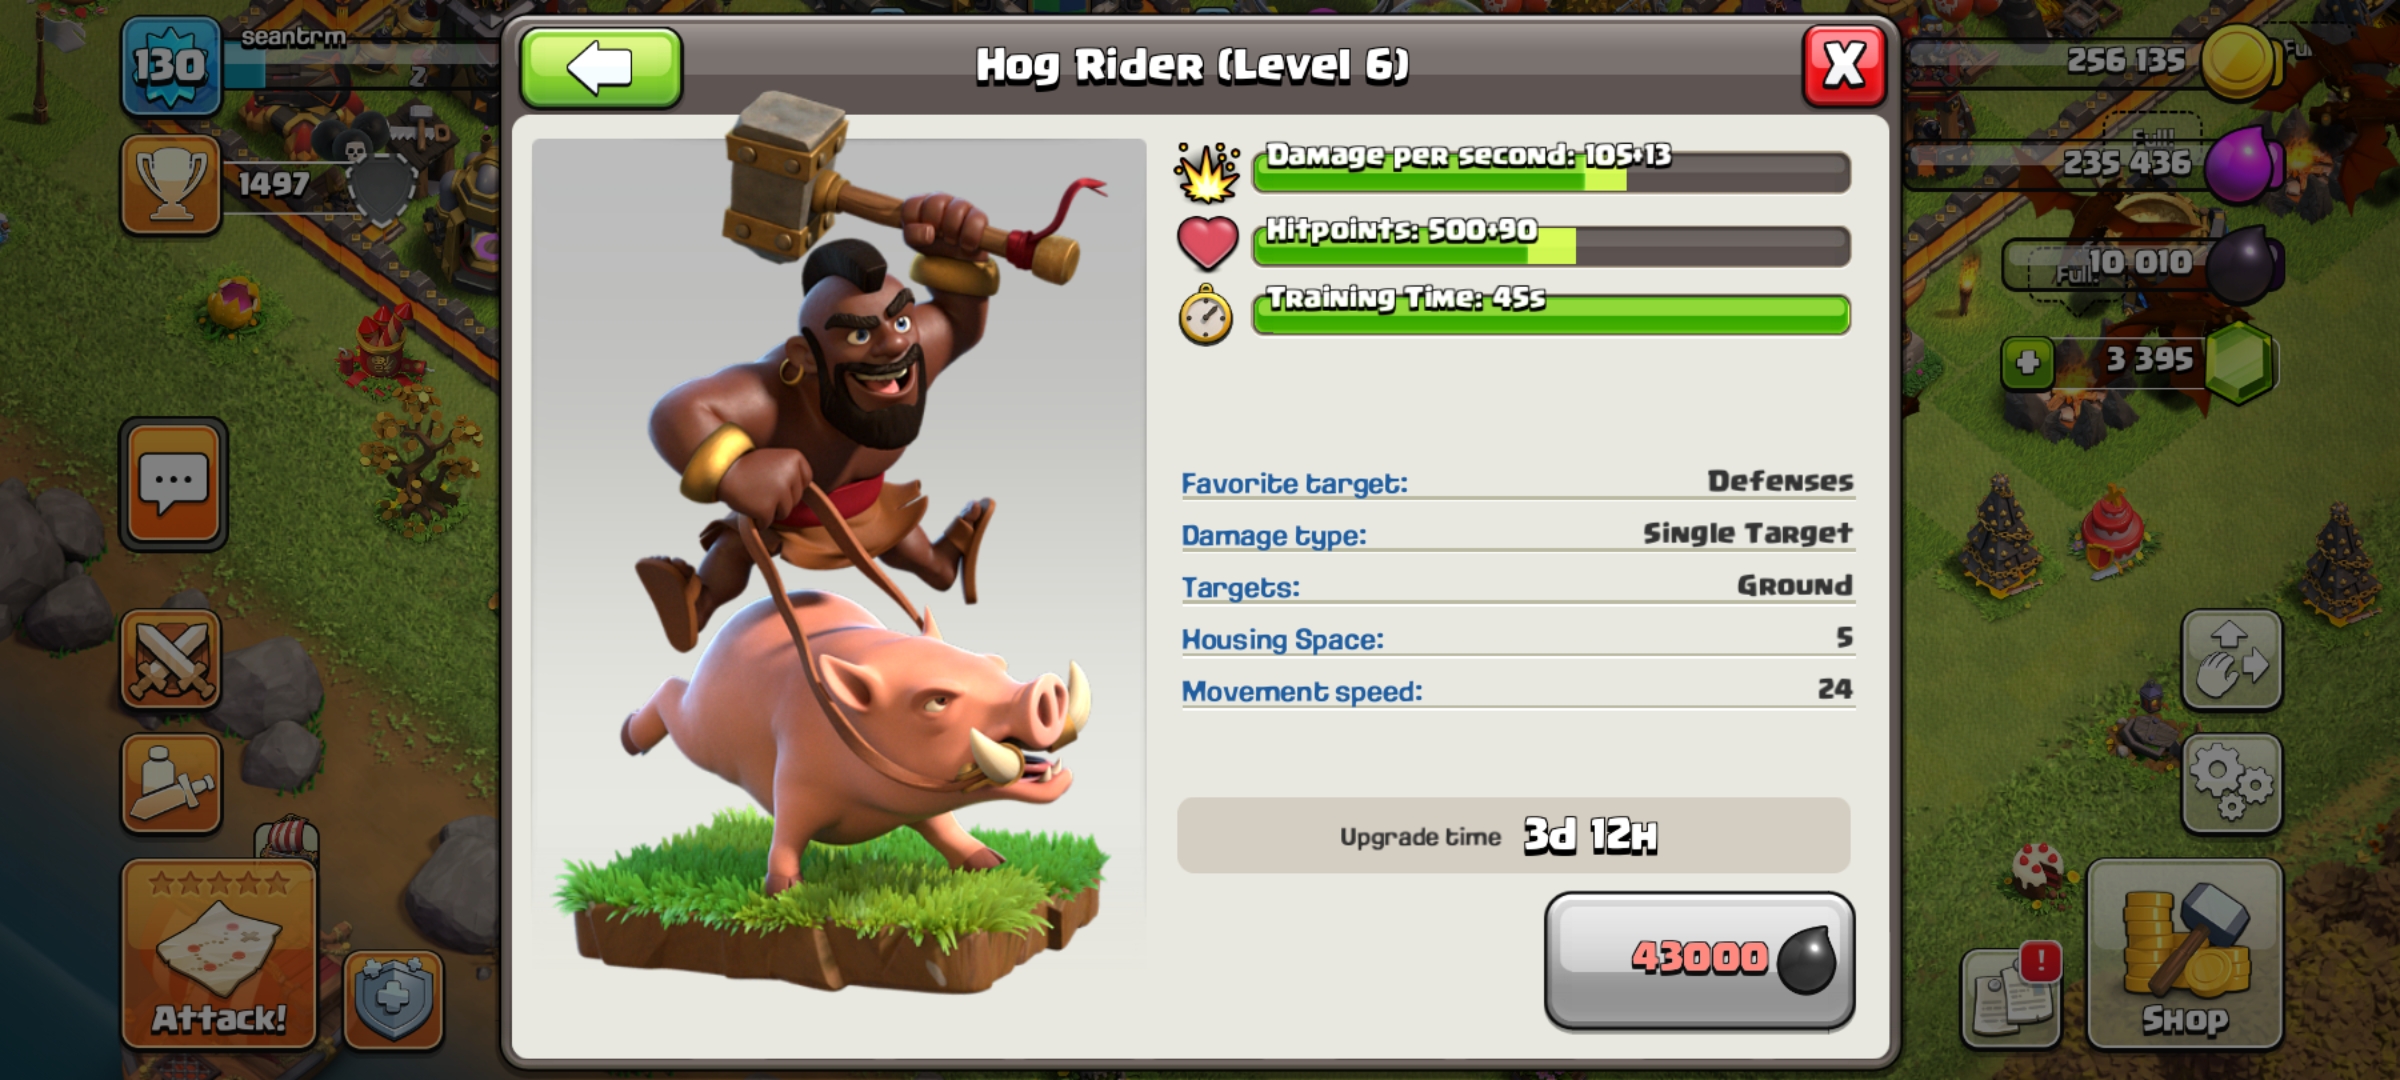 130
seantrm
2
1497
Hog Rider (Level 6)
X
Damage per second: 105+13
Hitpoints: 500+90
Training Time: 45s
Favorite target: Defenses
Damage type: Single Target
Targets: Ground
Housing Space: 5
Movement speed: 24
Upgrade time 3d 12H
43000
256 135
Full!
235 436
Full!
10 010
3 395
Attack!
!
Shop